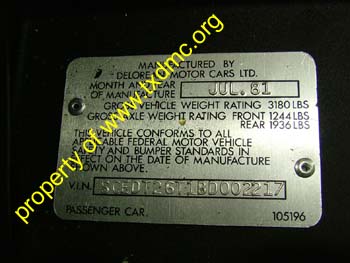 MANUFACTURED BY
DELOREAN MOTOR CARS LTD.
MONTH AND YEAR
OF MANUFACTURE JUL.81
GROSS VEHICLE WEIGHT RATING 3180 LBS
GROSS AXLE WEIGHT RATING FRONT 1244 LBS
REAR 1936 LBS
THIS VEHICLE CONFORMS TO ALL
APPLICABLE FEDERAL MOTOR VEHICLE
SAFETY AND BUMPER STANDARDS IN
EFFECT ON THE DATE OF MANUFACTURE
SHOWN ABOVE.
V.I.N.
PASSENGER CAR. 105196
property of www.txdmc.org